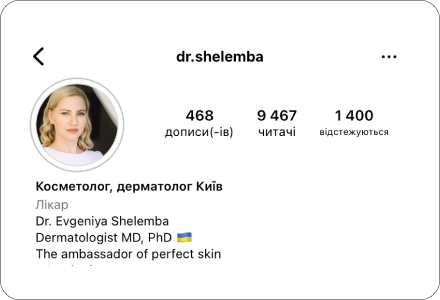 dr.shelemba
468 9 467 1 400
дописи(-ів) читачі відстежуються
Косметолог, дерматолог Київ
Лікар
Dr. Evgeniya Shelemba
Dermatologist MD, PhD 🇺🇦
The ambassador of perfect skin